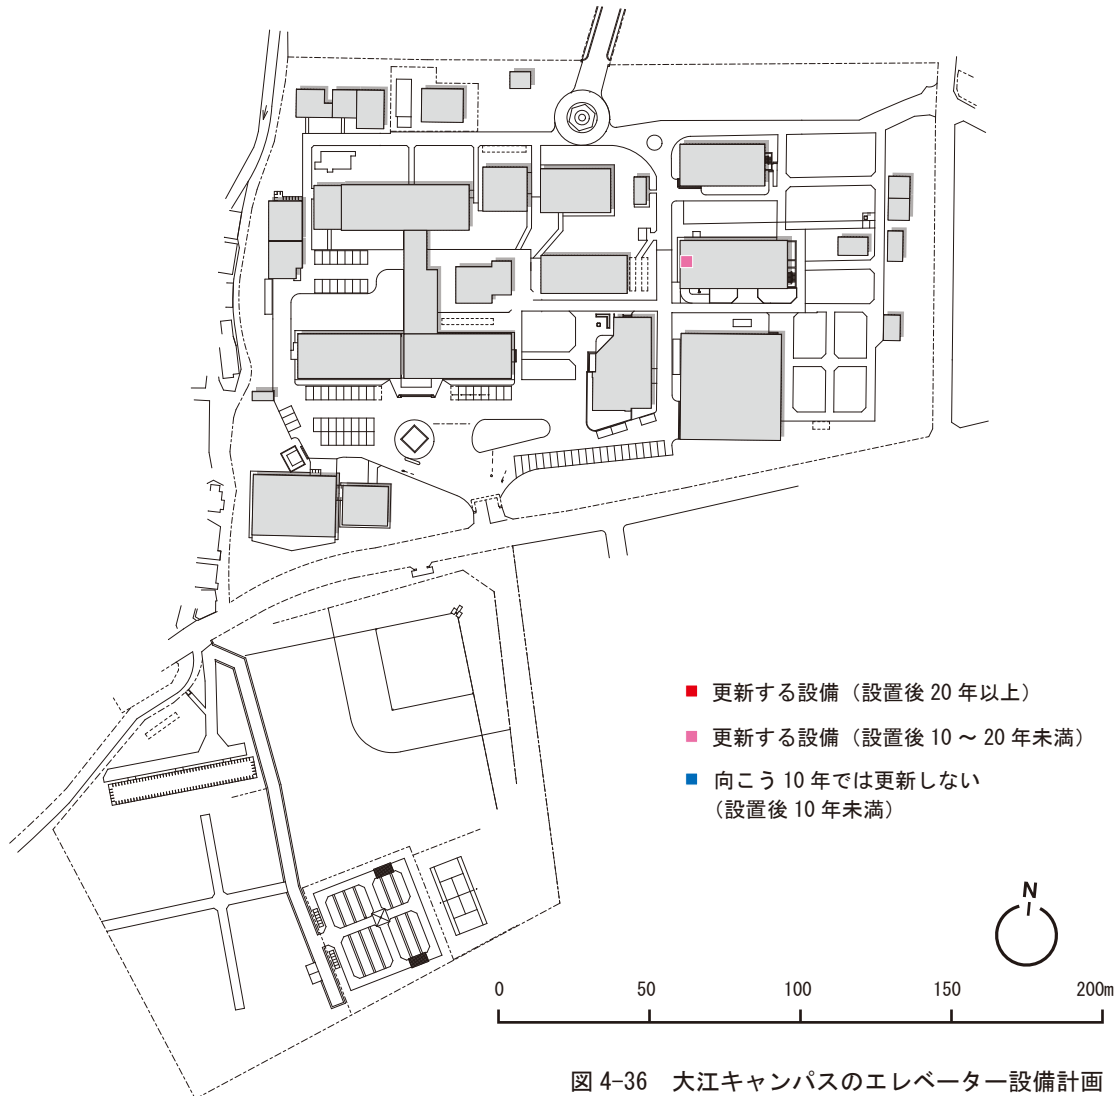 ■ 更新する設備（設置後 20 年以上）
■ 更新する設備（設置後 10 ～ 20 年未満）
■ 向こう 10 年では更新しない
（設置後 10 年未満）
N
0 50 100 150 200m
図 4-36 大江キャンパスのエレベーター設備計画